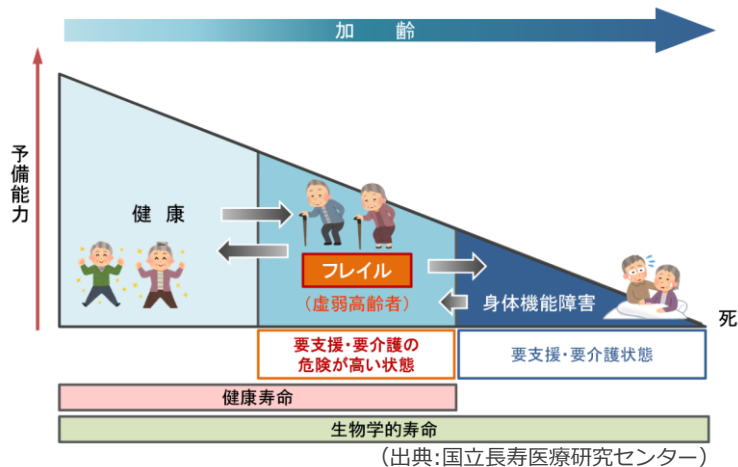 加齢
予備能力
健康
フレイル
(虚弱高齢者)
身体機能障害
死
要支援・要介護の
危険が高い状態
要支援・要介護状態
健康寿命
生物学的寿命
(出典:国立長寿医療研究センター)